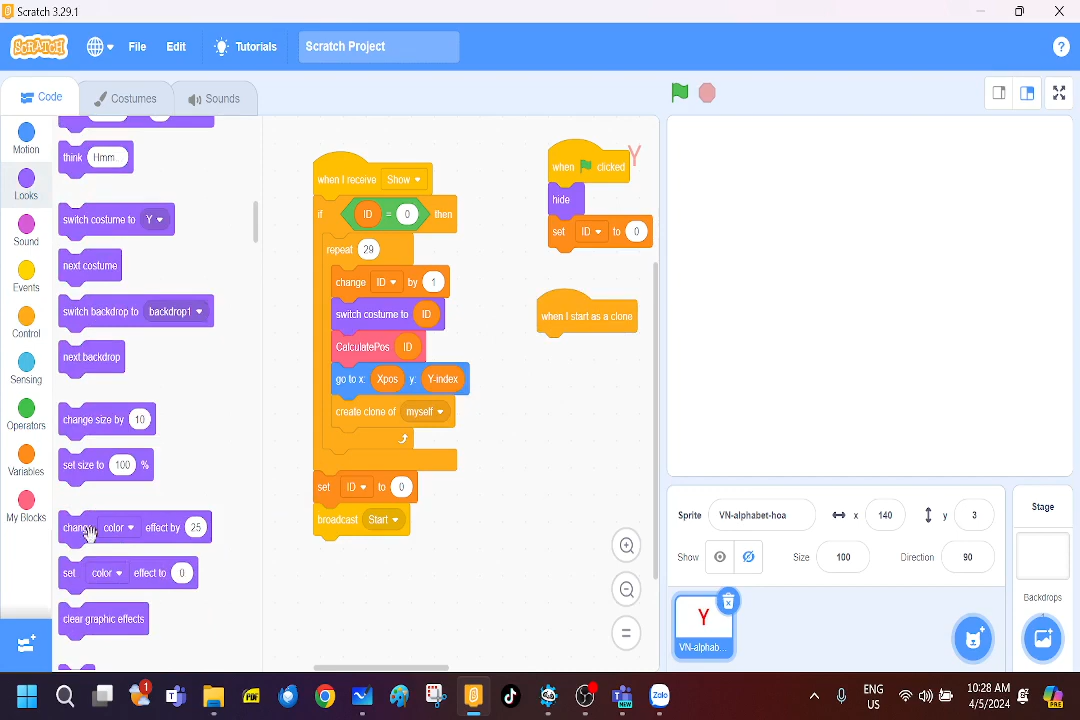 Scratch 3.29.1
SCRATCH
File
Edit
Tutorials
Scratch Project
?
Code
Costumes
Sounds
Motion
Looks
Sound
Events
Control
Sensing
Operators
Variables
My Blocks
think Hmm...
switch costume to Y
next costume
switch backdrop to backdrop1
next backdrop
change size by 10
set size to 100 %
change color effect by 25
set color effect to 0
clear graphic effects
when I receive Show
if ID = 0 then
repeat 29
change ID by 1
switch costume to ID
CalculatePos ID
go to x: Xpos y: Y-index
create clone of myself
set ID to 0
broadcast Start
Y
when clicked
hide
set ID to 0
when I start as a clone
Sprite VN-alphabet-hoa x 140 y 3
Show Size 100 Direction 90
Y
VN-alphab...
Stage
Backdrops
1
1
PDF
ENG
US
10:28 AM
4/5/2024
Zalo
PRE